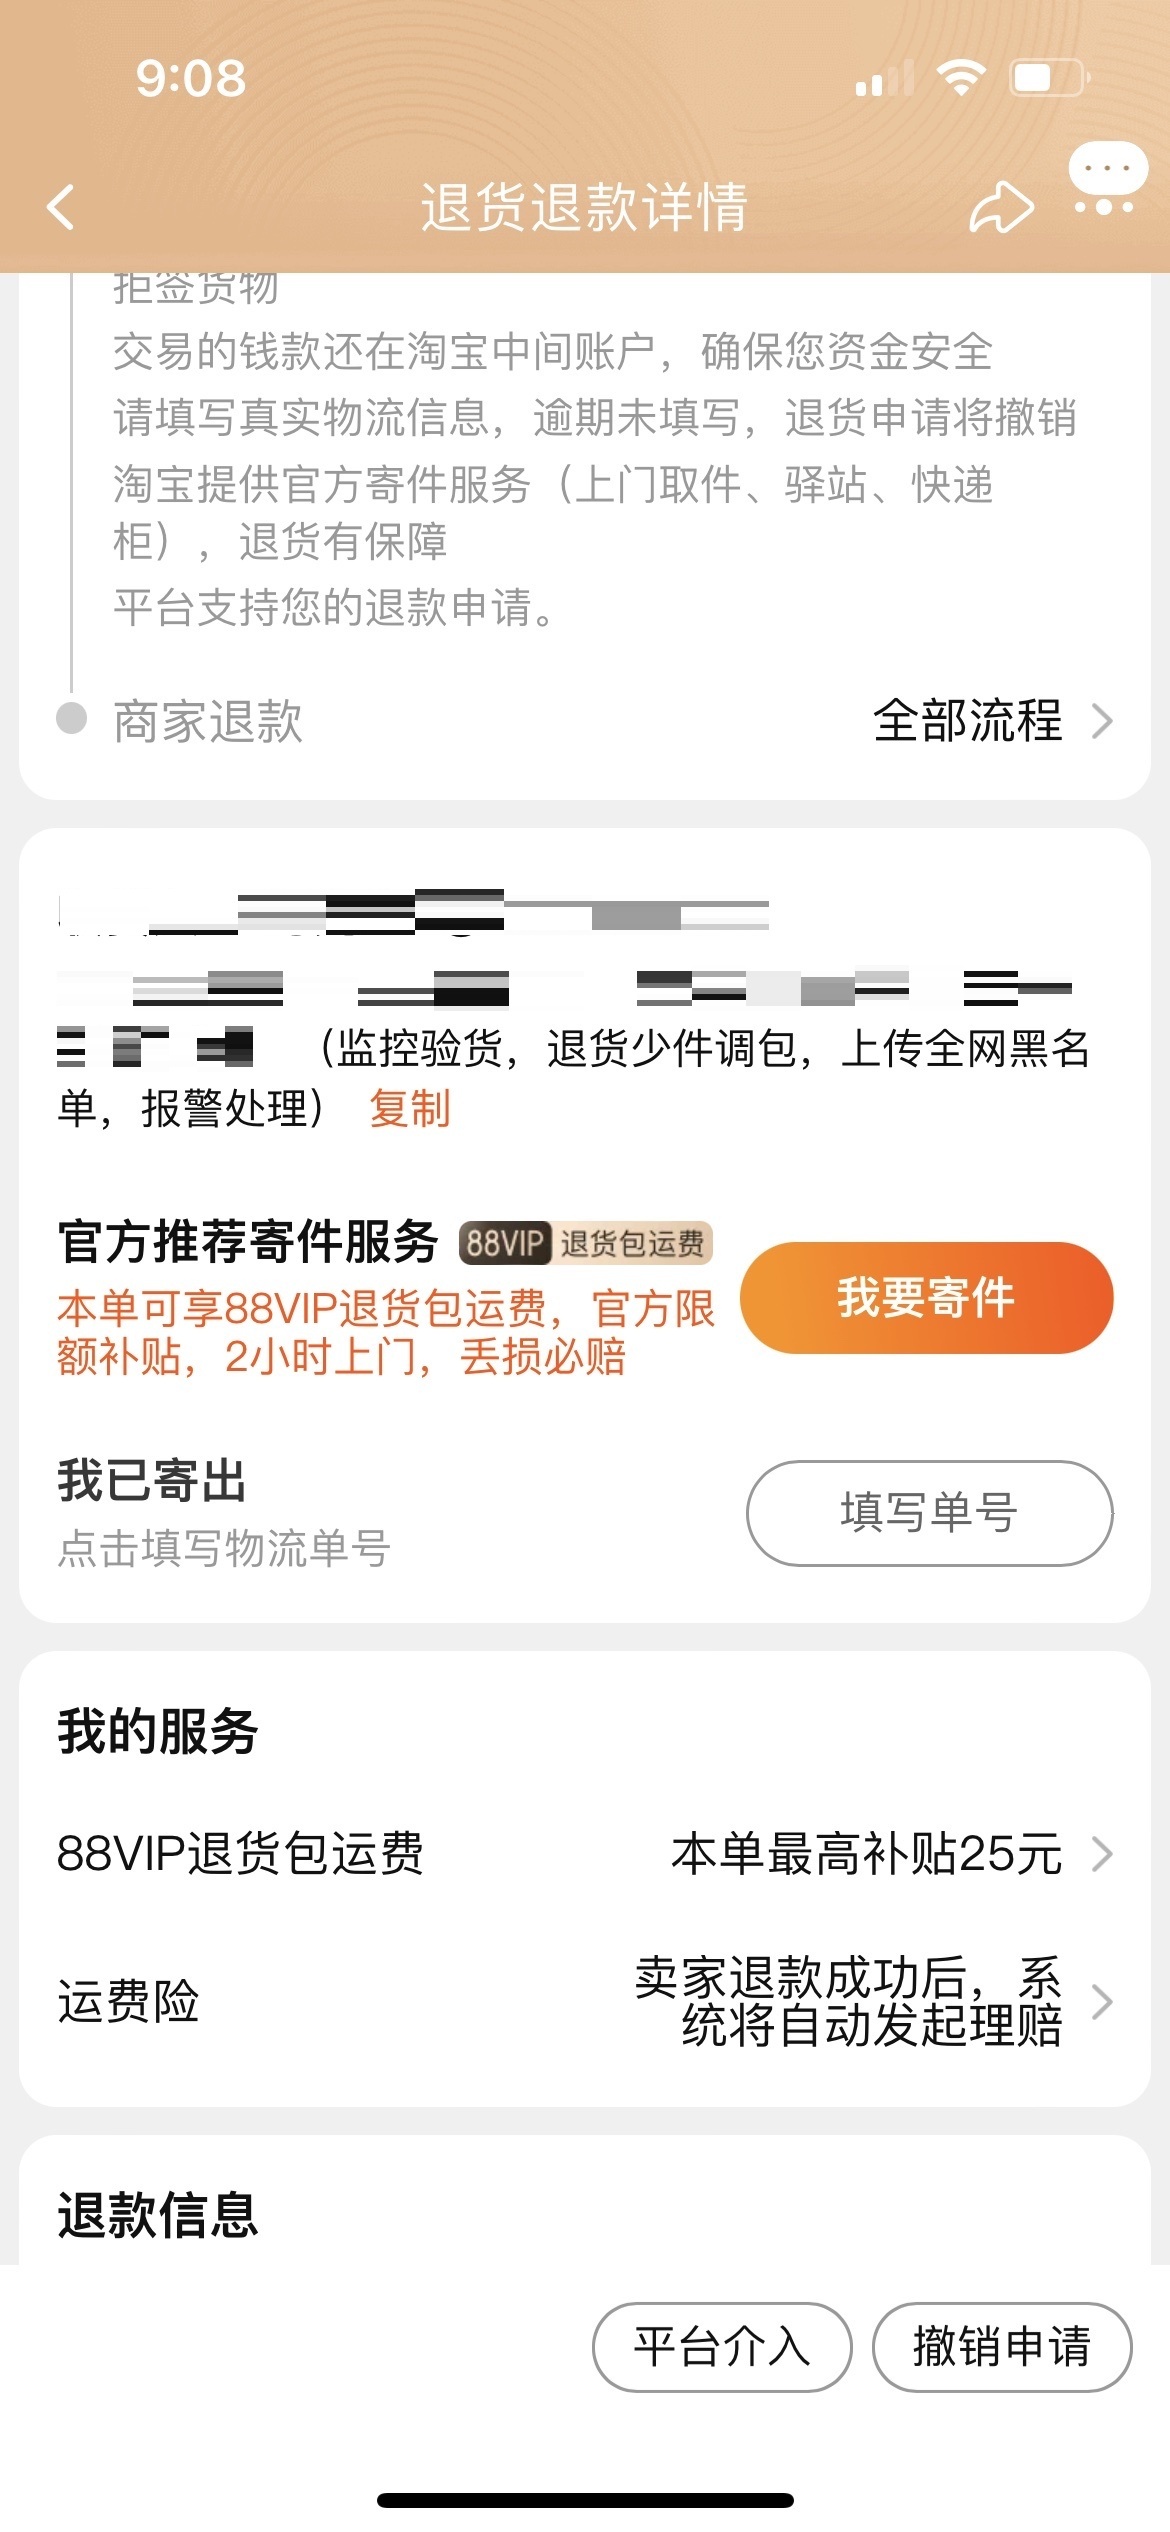 9:08
退货退款详情
拒签货物
交易的钱款还在淘宝中间账户，确保您资金安全
请填写真实物流信息，逾期未填写，退货申请将撤销
淘宝提供官方寄件服务（上门取件、驿站、快递
柜），退货有保障
平台支持您的退款申请。
商家退款
全部流程
（监控验货，退货少件调包，上传全网黑名
单，报警处理） 复制
官方推荐寄件服务 88VIP 退货包运费
本单可享88VIP退货包运费，官方限
额补贴，2小时上门，丢损必赔
我要寄件
我已寄出
点击填写物流单号
填写单号
我的服务
88VIP退货包运费
本单最高补贴25元
运费险
卖家退款成功后，系
统将自动发起理赔
退款信息
平台介入
撤销申请